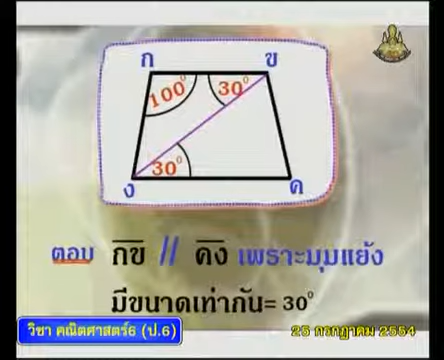 ก ข
100° 30°
30°
ง ค
ตอบ กข // คง เพราะมุมแย้ง
มีขนาดเท่ากัน= 30°
วิชา คณิตศาสตร์6 (ป.6) 25 กรกฎาคม 2554